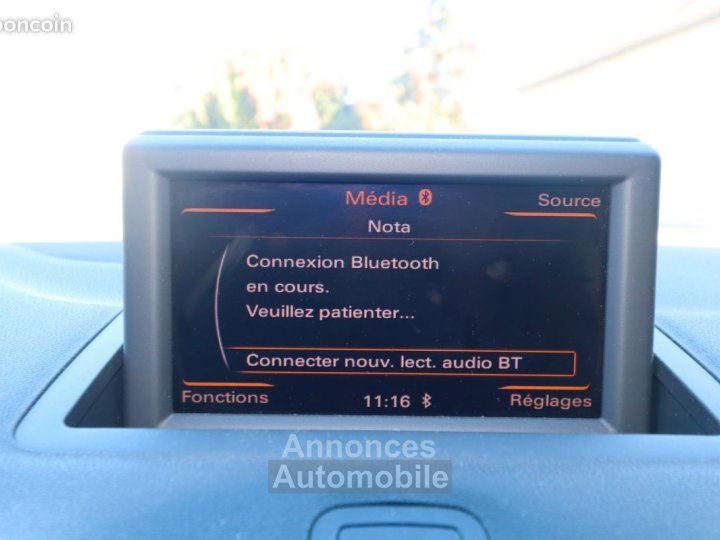 boncoin
Média
Source
Nota
Connexion Bluetooth
en cours.
Veuillez patienter...
Connecter nouv. lect. audio BT
Fonctions
11:16
Réglages
Annonces
Automobile